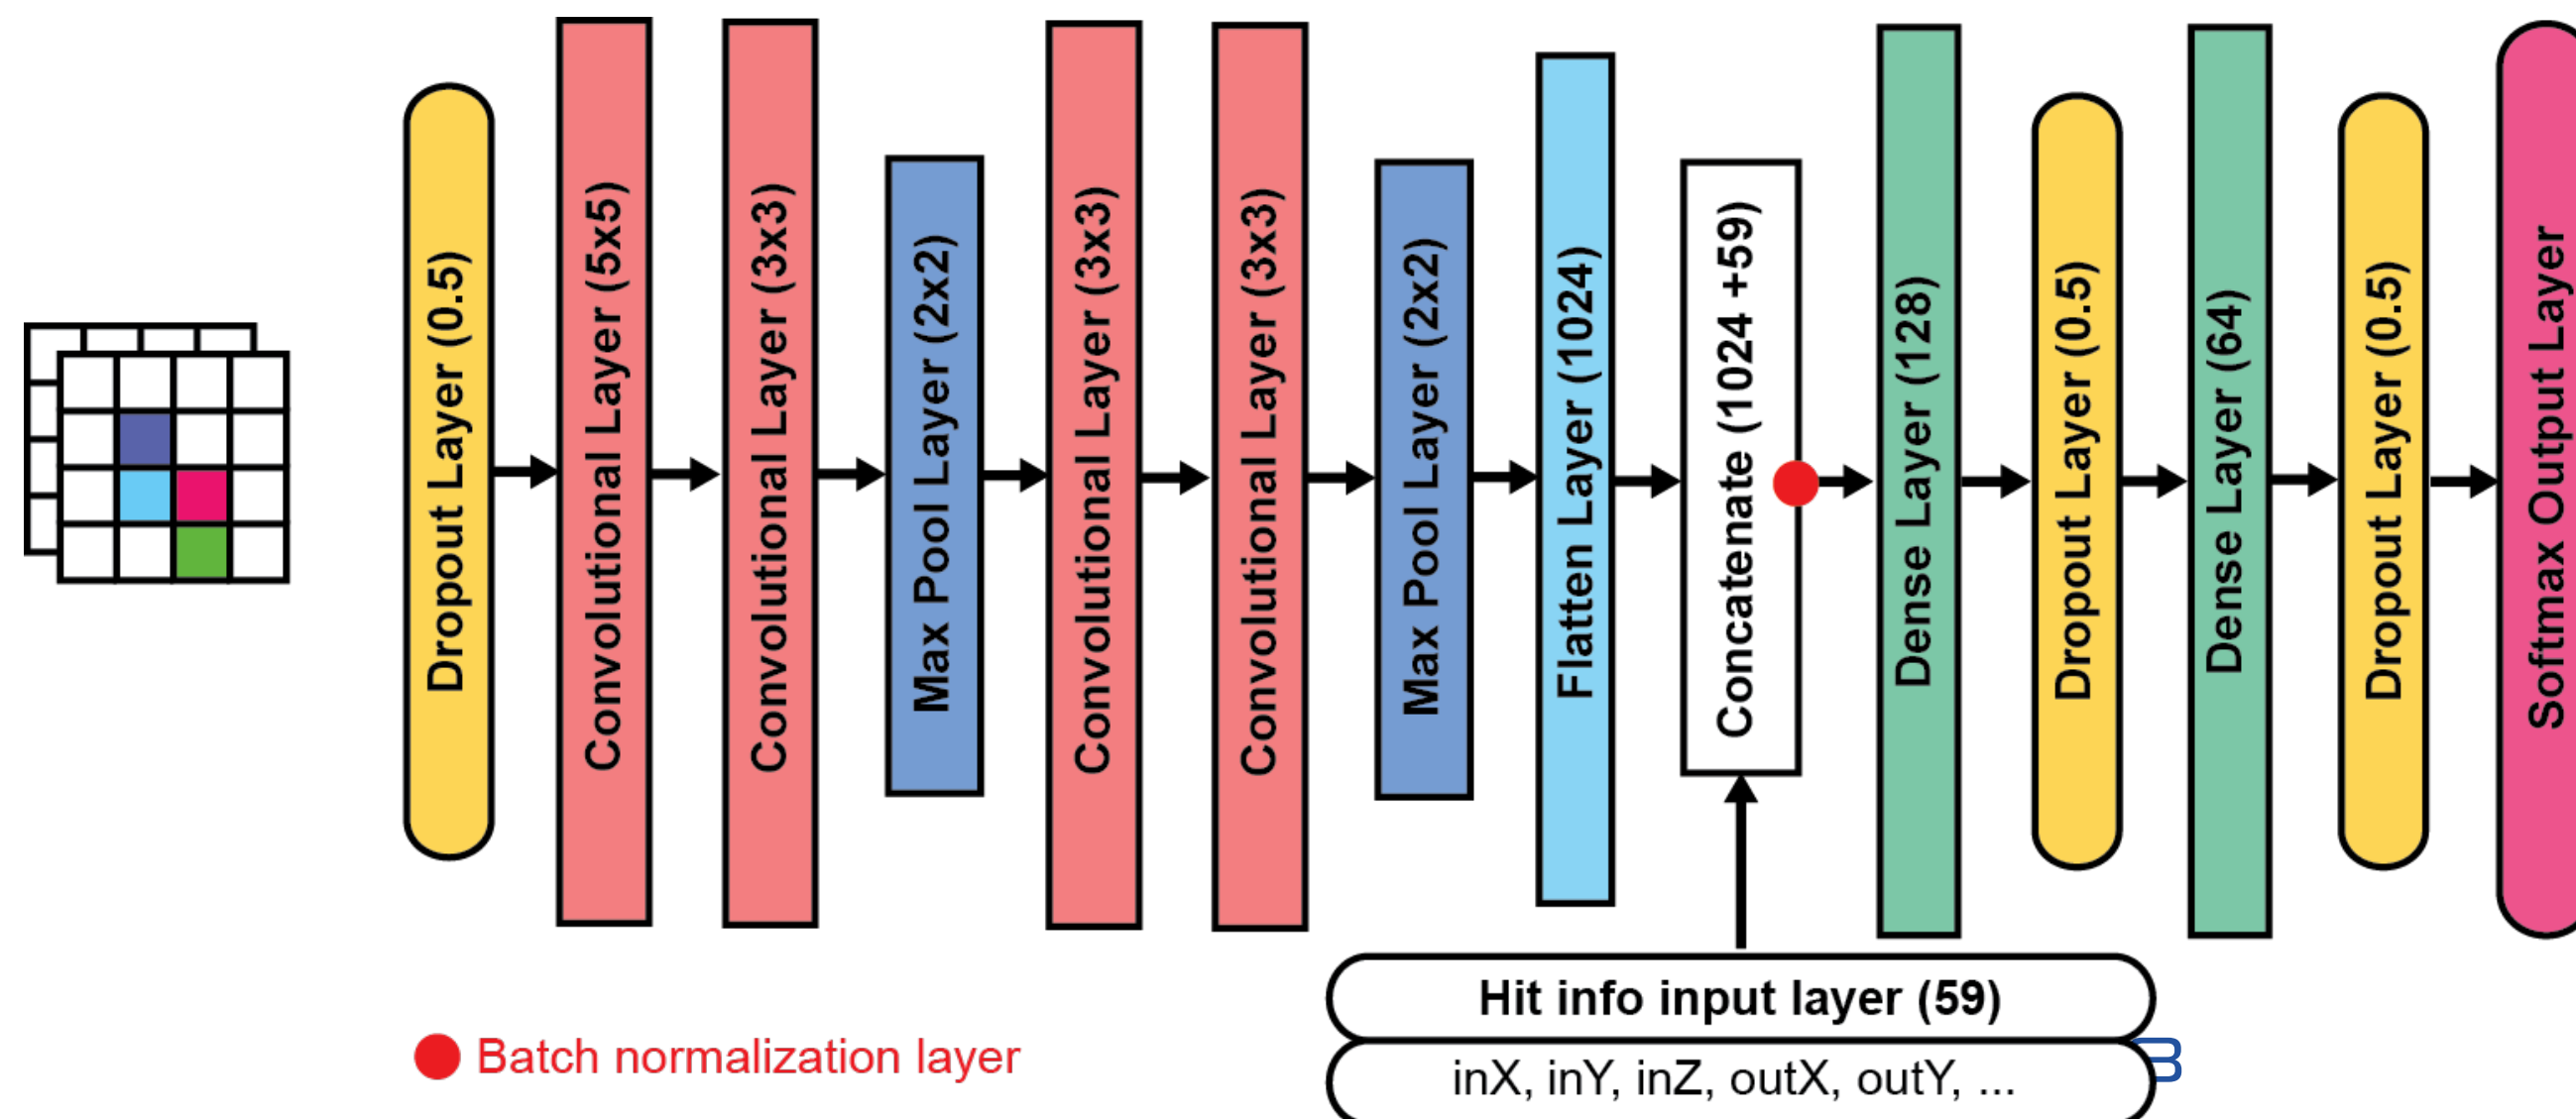 Dropout Layer (0.5)
Convolutional Layer (5x5)
Convolutional Layer (3x3)
Max Pool Layer (2x2)
Convolutional Layer (3x3)
Convolutional Layer (3x3)
Max Pool Layer (2x2)
Flatten Layer (1024)
Concatenate (1024 +59)
Dense Layer (128)
Dropout Layer (0.5)
Dense Layer (64)
Dropout Layer (0.5)
Softmax Output Layer
Hit info input layer (59)
inX, inY, inZ, outX, outY, ...
Batch normalization layer